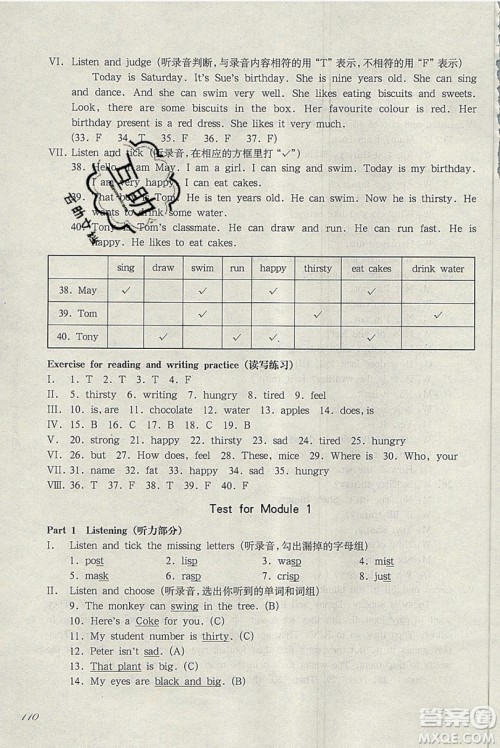 VI. Listen and judge (听录音判断, 与录音内容相符的用 "T" 表示, 不相符的用 "F" 表示)
Today is Saturday. It's Sue's birthday. She is nine years old. She can sing
and dance. And she can swim very well. She likes eating biscuits and sweets.
Look, there are some biscuits in the box. Her favourite colour is red. Her
birthday present is a red dress. She likes it very much.
(33. F 34. T 35. T 36. T 37. F)
VII. Listen and tick (听录音, 在相应的方框里打 "✓")
38. Hello, I am May. I am a girl. I can sing and swim. Today is my birthday.
I am very happy. I can eat cakes.
39. That boy is Tom. He is ten years old. He can swim. Now he is thirsty. He
wants to drink some water.
40. Tony is Tom's classmate. He can draw and run. He can run fast. He is
happy. He likes to eat cakes.
sing draw swim run happy thirsty eat cakes drink water
38. May ✓ ✓ ✓ ✓
39. Tom ✓ ✓ ✓
40. Tony ✓ ✓ ✓ ✓
Exercise for reading and writing practice (读写练习)
I. 1. T 2. T 3. F 4. F
II. 5. thirsty 6. writing 7. hungry 8. tired 9. feel
III. 10. is, are 11. chocolate 12. water 13. apples 14. does, is
IV. 15. C 16. B 17. C 18. B 19. C
V. 20. strong 21. happy 22. thirsty 23. sad 24. hungry
VI. 25. but 26. do 27. How 28. Where is 29. Who is
VII. 31. name 32. fat 33. happy 34. like 35. hungry
VIII. 36. T 37. F 38. F 39. T 40. F
Test for Module 1
Part 1 Listening (听力部分)
I. Listen and tick the missing letters (听录音, 勾出漏掉的字母组)
1. post 2. lisp 3. wasp 4. mist
5. mask 6. rasp 7. crisp 8. just
II. Listen and choose (听录音, 选出你听到的单词和词组)
9. The monkey can swing in the tree. (B)
10. Here's a Coke for you. (B)
11. My student number is thirty. (A)
12. Peter isn't sad. (A)
13. That plant is big. (A)
14. My eyes are black and big. (B)
110
互助
答案圈
MXQE.COM